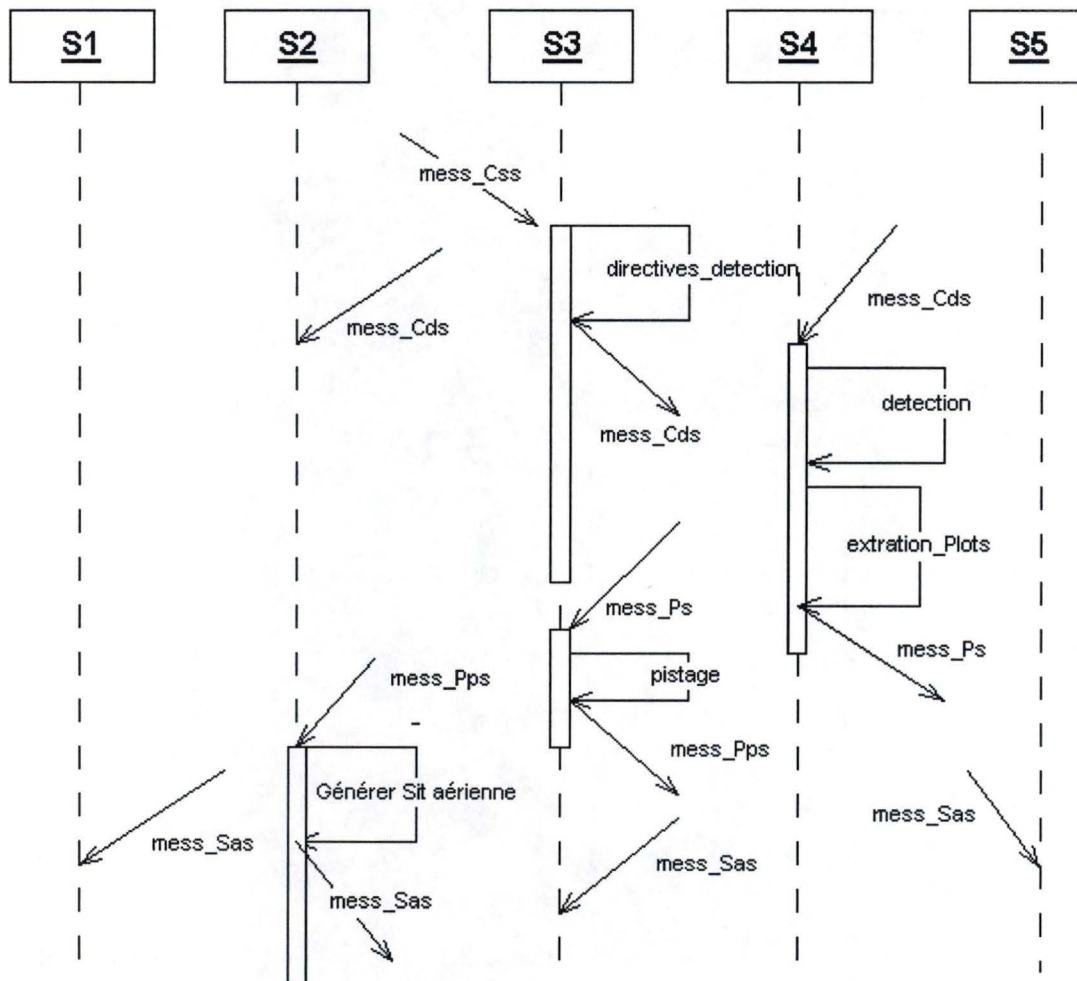 S1
S2
S3
S4
S5
mess_Css
directives_detection
mess_Cds
mess_Cds
mess_Cds
detection
extration_Plots
mess_Ps
mess_Ps
mess_Pps
pistage
mess_Pps
Générer Sit aérienne
mess_Sas
mess_Sas
mess_Sas
mess_Sas